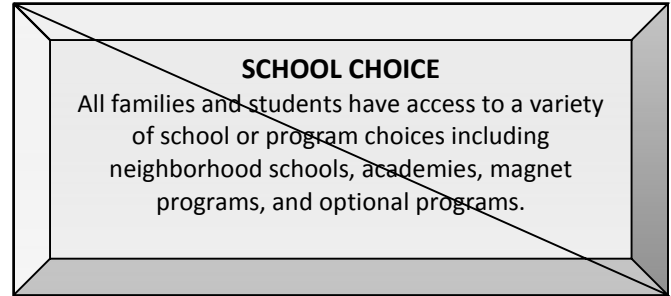 SCHOOL CHOICE
All families and students have access to a variety
of school or program choices including
neighborhood schools, academies, magnet
programs, and optional programs.